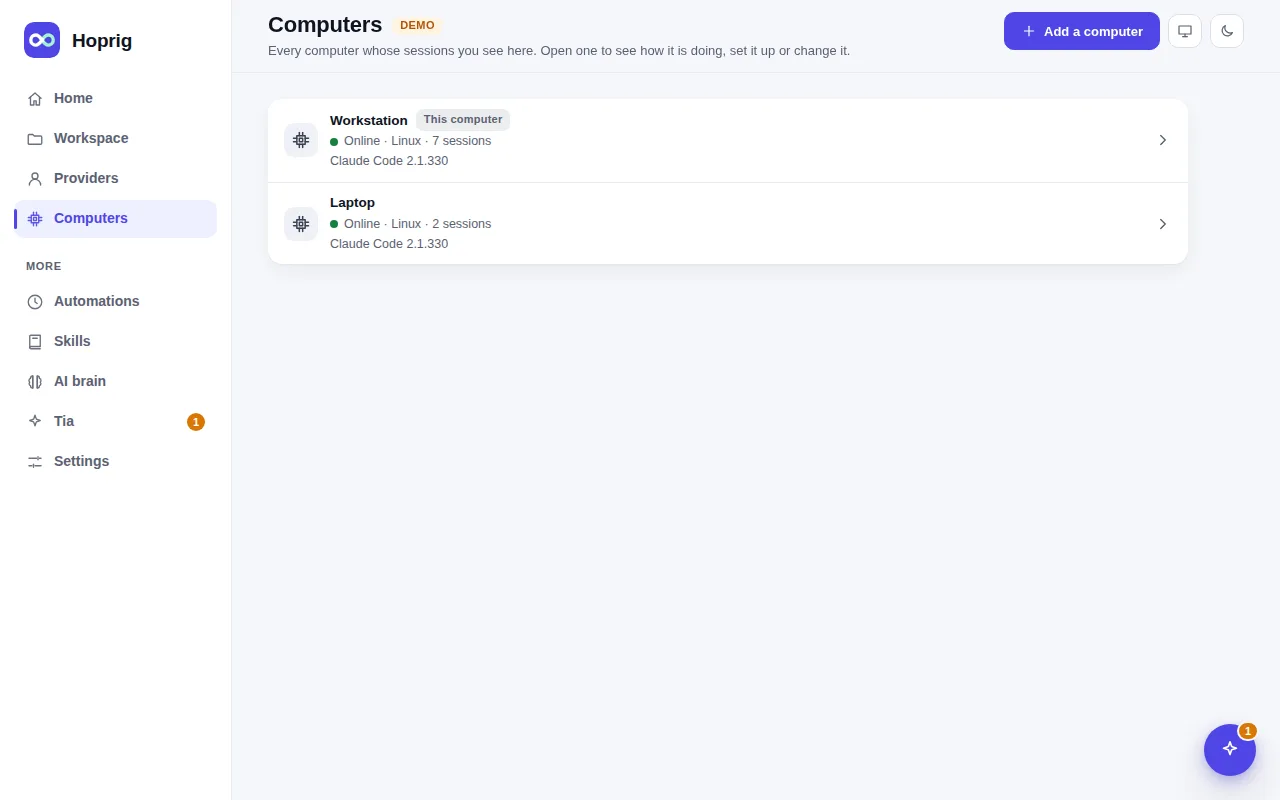 Hoprig
Home
Workspace
Providers
Computers
MORE
Automations
Skills
AI brain
Tia 1
Settings
Computers DEMO
Every computer whose sessions you see here. Open one to see how it is doing, set it up or change it.
Add a computer
Workstation This computer
Online · Linux · 7 sessions
Claude Code 2.1.330
Laptop
Online · Linux · 2 sessions
Claude Code 2.1.330
1